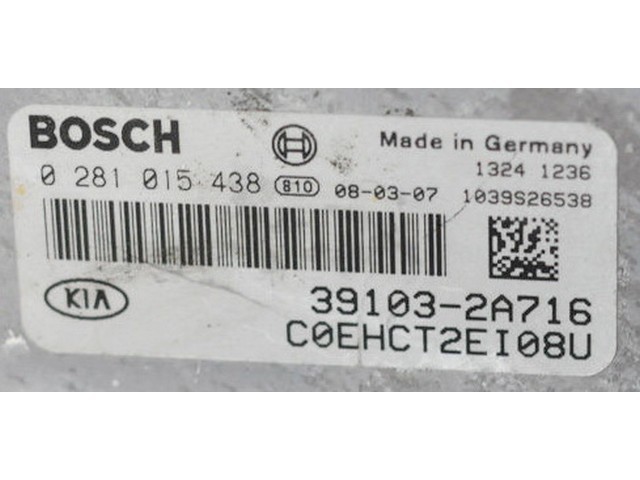 BOSCH Made in Germany
1324 1236
0 281 015 438 810 08-03-07 1039S26538
KIA 39103-2A716
C0EHCT2EI08U